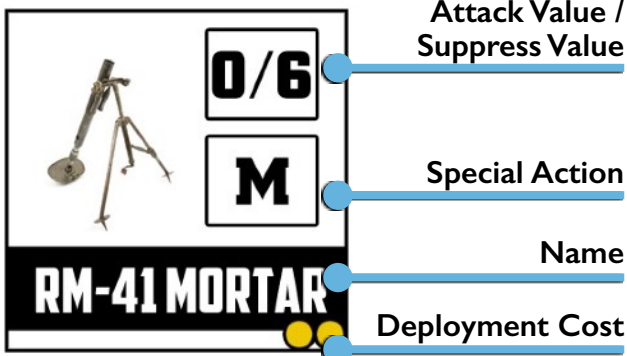 Attack Value /
Suppress Value
0/6
Special Action
M
Name
RM-41 MORTAR
Deployment Cost